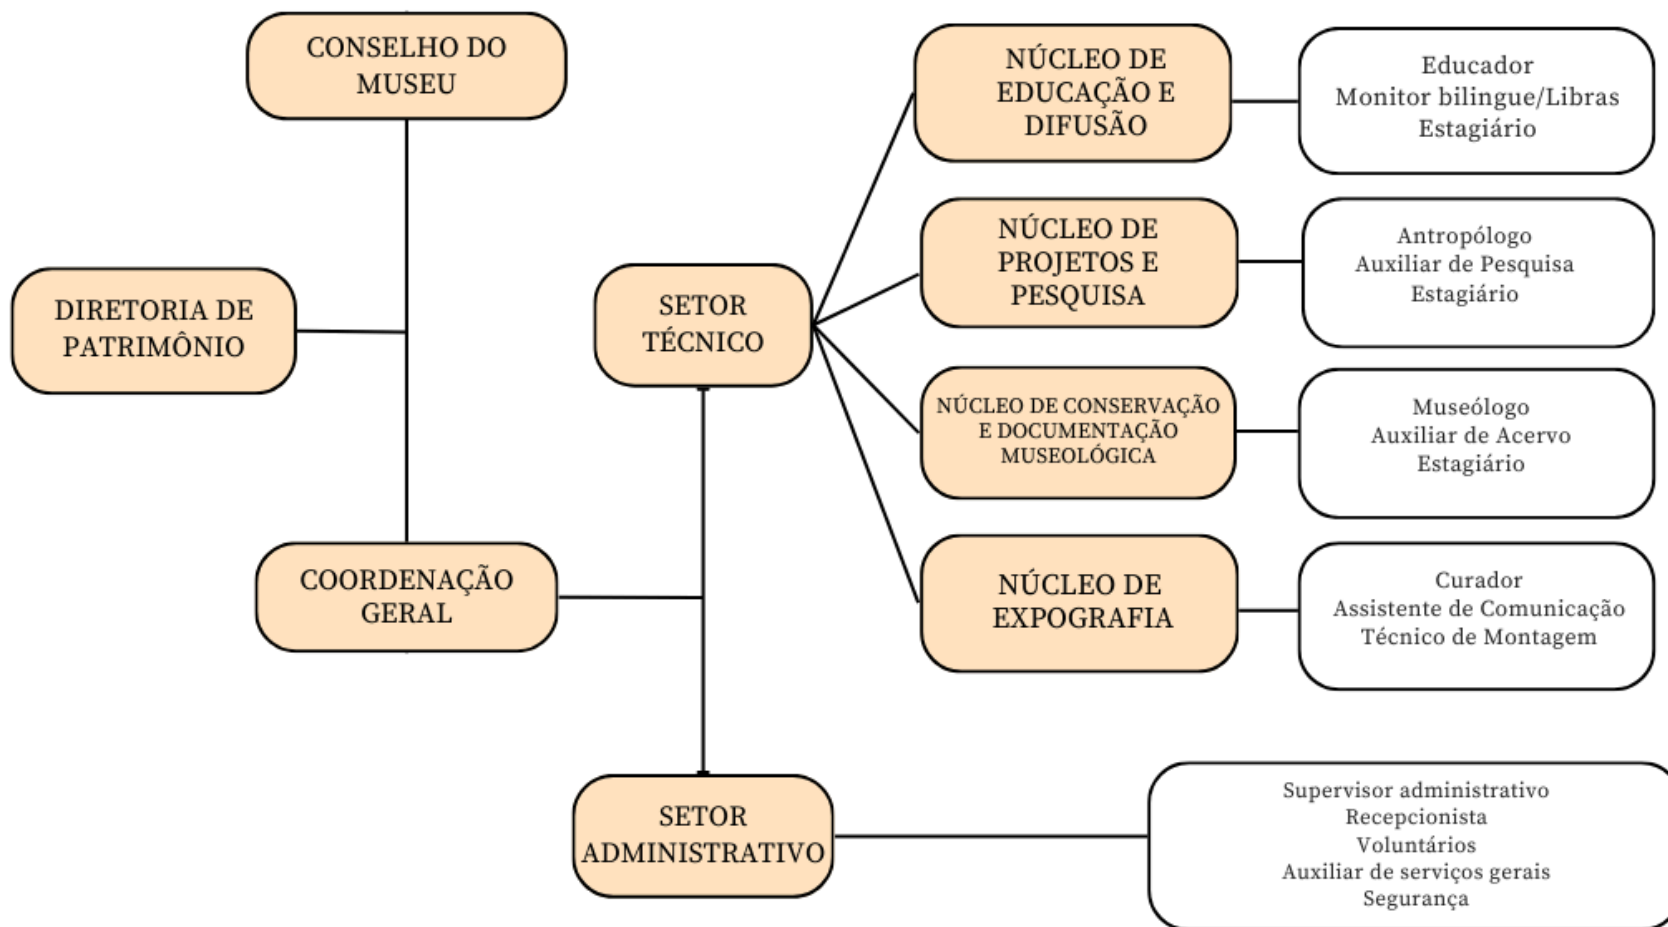 CONSELHO DO
MUSEU
DIRETORIA DE
PATRIMÔNIO
COORDENAÇÃO
GERAL
SETOR
TÉCNICO
SETOR
ADMINISTRATIVO
NÚCLEO DE
EDUCAÇÃO E
DIFUSÃO
Educador
Monitor bilingue/Libras
Estagiário
NÚCLEO DE
PROJETOS E
PESQUISA
Antropólogo
Auxiliar de Pesquisa
Estagiário
NÚCLEO DE CONSERVAÇÃO
E DOCUMENTAÇÃO
MUSEOLÓGICA
Museólogo
Auxiliar de Acervo
Estagiário
NÚCLEO DE
EXPOGRAFIA
Curador
Assistente de Comunicação
Técnico de Montagem
Supervisor administrativo
Recepcionista
Voluntários
Auxiliar de serviços gerais
Segurança